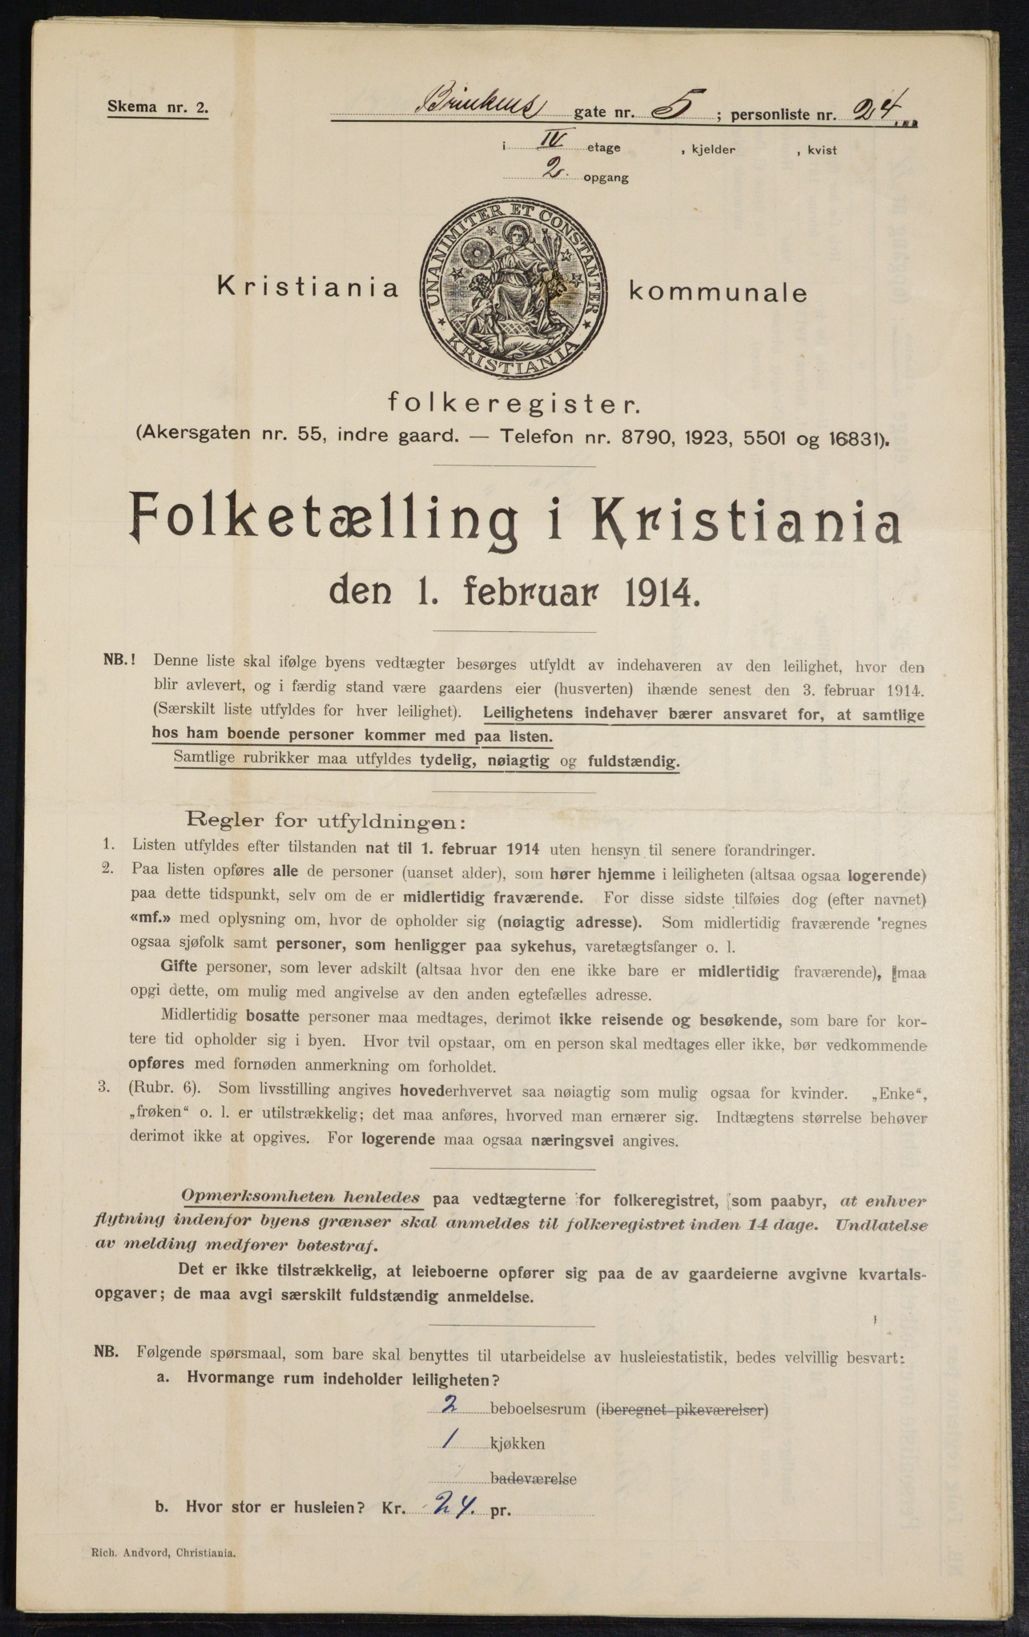 Skema nr. 2.
Brinkens gate nr. 5; personliste nr. 24
i IV etage , kjelder , kvist
2. opgang
UNANIMITER ET CONSTANTER
KRISTIANIA
Kristiania kommunale
folkeregister.
(Akersgaten nr. 55, indre gaard. — Telefon nr. 8790, 1923, 5501 og 16831).
Folketælling i Kristiania
den 1. februar 1914.
NB.! Denne liste skal ifølge byens vedtægter besørges utfyldt av indehaveren av den leilighet, hvor den
blir avlevert, og i færdig stand være gaardens eier (husverten) ihænde senest den 3. februar 1914.
(Særskilt liste utfyldes for hver leilighet). Leilighetens indehaver bærer ansvaret for, at samtlige
hos ham boende personer kommer med paa listen.
Samtlige rubrikker maa utfyldes tydelig, nøiagtig og fuldstændig.
Regler for utfyldningen:
1. Listen utfyldes efter tilstanden nat til 1. februar 1914 uten hensyn til senere forandringer.
2. Paa listen opføres alle de personer (uanset alder), som hører hjemme i leiligheten (altsaa ogsaa logerende)
paa dette tidspunkt, selv om de er midlertidig fraværende. For disse sidste tilføies dog (efter navnet)
«mf.» med oplysning om, hvor de opholder sig (nøiagtig adresse). Som midlertidig fraværende regnes
ogsaa sjøfolk samt personer, som henligger paa sykehus, varetægtsfanger o. l.
Gifte personer, som lever adskilt (altsaa hvor den ene ikke bare er midlertidig fraværende), maa
opgi dette, om mulig med angivelse av den anden egtefælles adresse.
Midlertidig bosatte personer maa medtages, derimot ikke reisende og besøkende, som bare for kor-
tere tid opholder sig i byen. Hvor tvil opstaar, om en person skal medtages eller ikke, bør vedkommende
opføres med fornøden anmerkning om forholdet.
3. (Rubr. 6). Som livsstilling angives hovederhvervet saa nøiagtig som mulig ogsaa for kvinder. „Enke“,
„frøken“ o. l. er utilstrækkelig; det maa anføres, hvorved man ernærer sig. Indtægtens størrelse behøver
derimot ikke at opgives. For logerende maa ogsaa næringsvei angives.
Opmerksomheten henledes paa vedtægterne for folkeregistret, som paabyr, at enhver
flytning indenfor byens grænser skal anmeldes til folkeregistret inden 14 dage. Undlatelse
av melding medfører bøtestraf.
Det er ikke tilstrækkelig, at leieboerne opfører sig paa de av gaardeierne avgivne kvartals-
opgaver; de maa avgi særskilt fuldstændig anmeldelse.
NB. Følgende spørsmaal, som bare skal benyttes til utarbeidelse av husleiestatistik, bedes velvillig besvart:
a. Hvormange rum indeholder leiligheten?
2 beboelsesrum (iberegnet pikeværelser)
1 kjøkken
badeværelse
b. Hvor stor er husleien? Kr. 24. pr.
Rich. Andvord, Christiania.